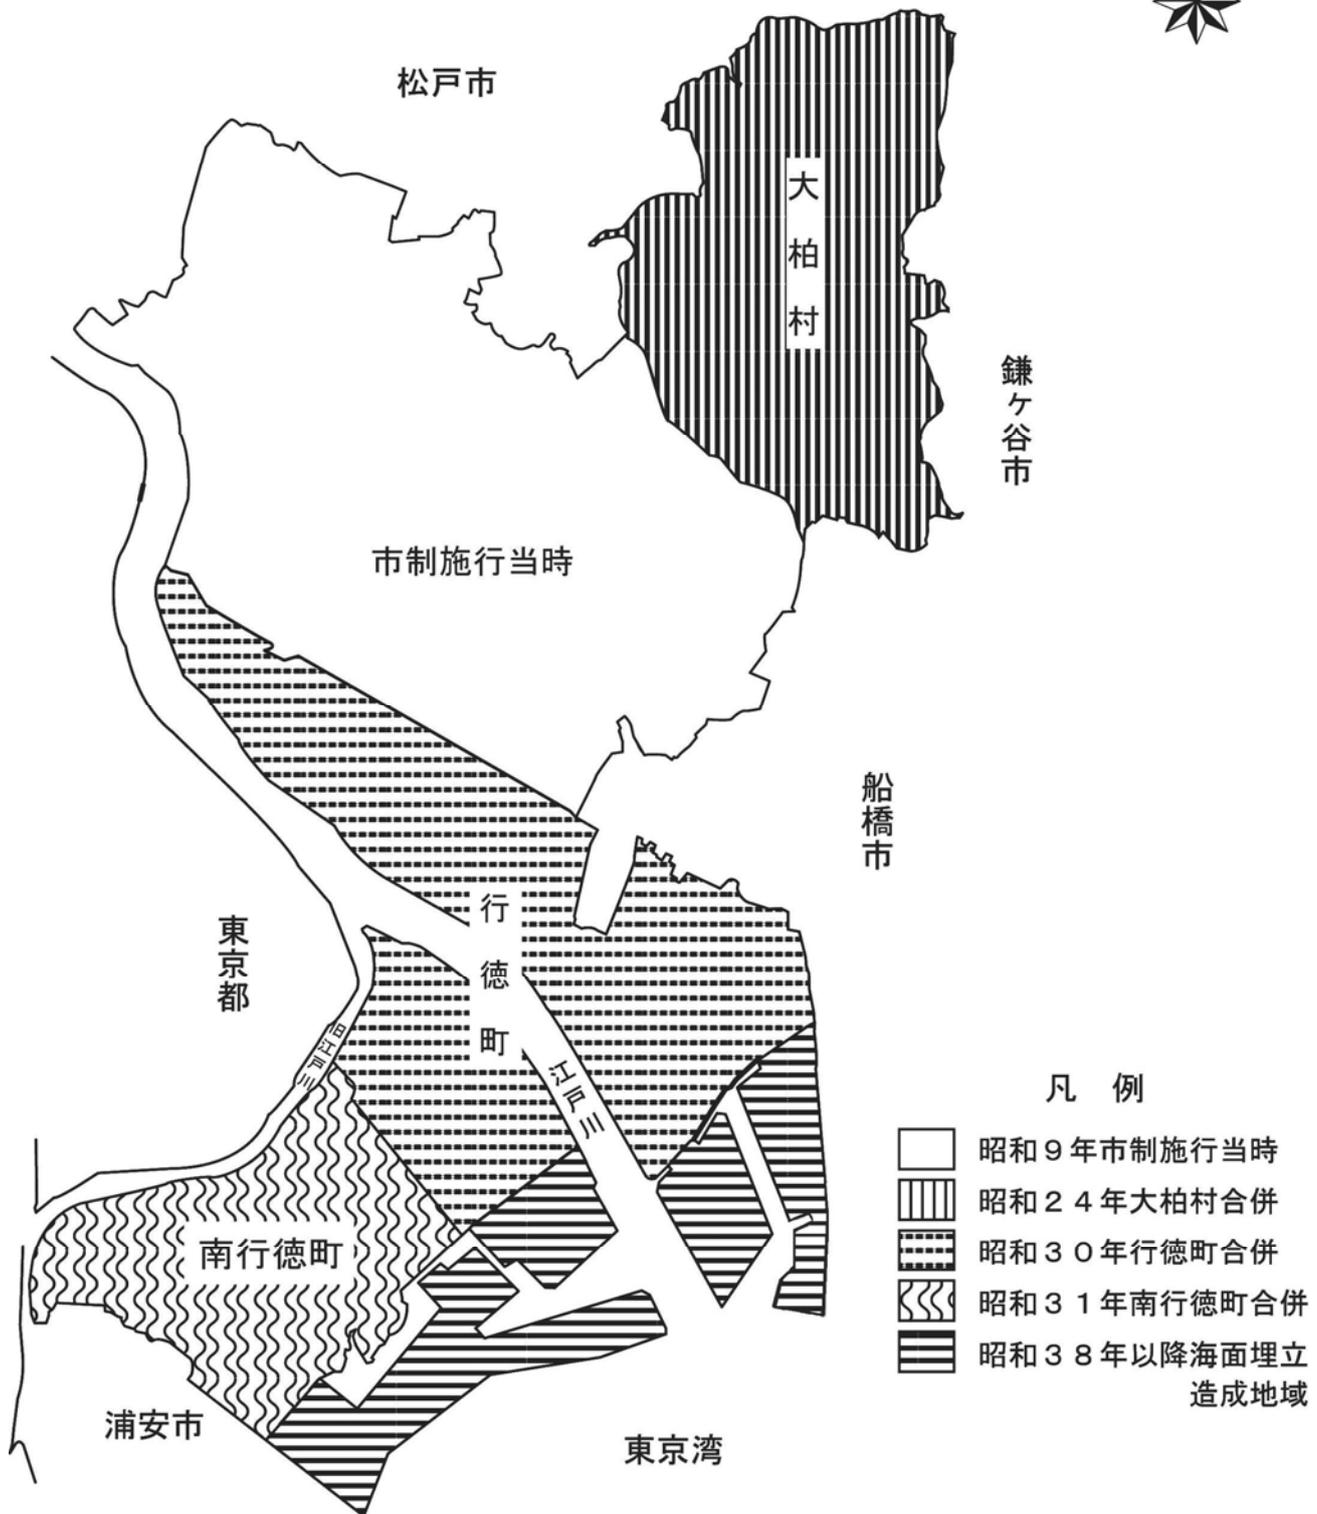 松戸市
大柏村
鎌ヶ谷市
市制施行当時
船橋市
行徳町
東京都
旧江戸川
江戸川
南行徳町
浦安市
東京湾
凡 例
昭和９年市制施行当時
昭和２４年大柏村合併
昭和３０年行徳町合併
昭和３１年南行徳町合併
昭和３８年以降海面埋立
造成地域